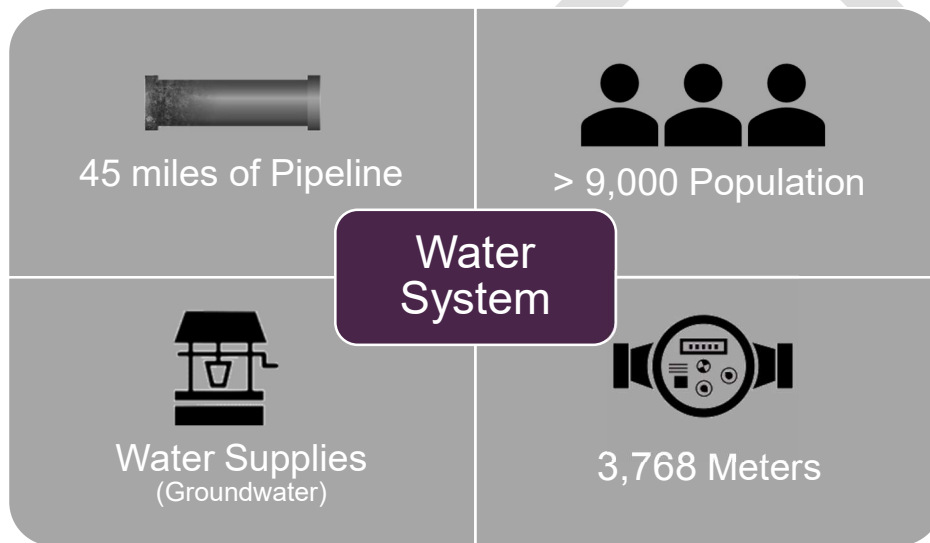 45 miles of Pipeline
> 9,000 Population
Water
System
Water Supplies
(Groundwater)
3,768 Meters